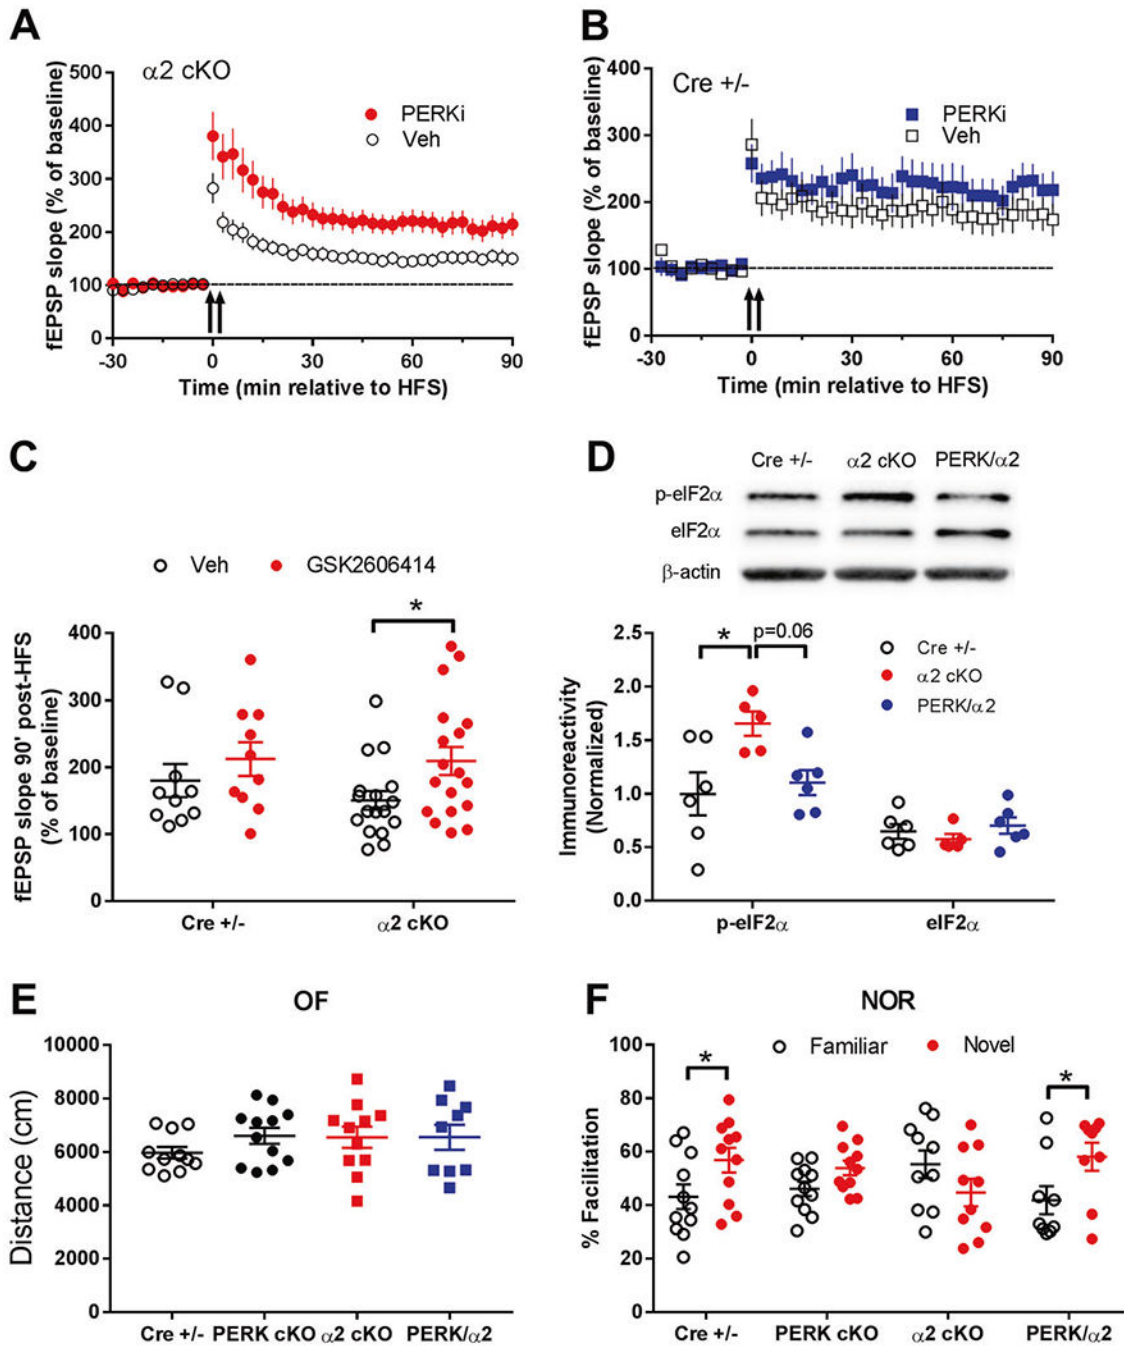 A
α2 cKO
PERKi
Veh
fEPSP slope (% of baseline)
500
400
300
200
100
0
-30 0 30 60 90
Time (min relative to HFS)
B
Cre +/-
PERKi
Veh
fEPSP slope (% of baseline)
400
300
200
100
0
-30 0 30 60 90
Time (min relative to HFS)
C
Veh GSK2606414
*
fEPSP slope 90' post-HFS
(% of baseline)
400
300
200
100
0
Cre +/- α2 cKO
D
Cre +/- α2 cKO PERK/α2
p-eIF2α
eIF2α
β-actin
* p=0.06
Cre +/-
α2 cKO
PERK/α2
Immunoreactivity
(Normalized)
2.5
2.0
1.5
1.0
0.5
0.0
p-eIF2α eIF2α
E
OF
Distance (cm)
10000
8000
6000
4000
2000
0
Cre +/- PERK cKO α2 cKO PERK/α2
F
NOR
Familiar Novel
* *
% Facilitation
100
80
60
40
20
0
Cre +/- PERK cKO α2 cKO PERK/α2